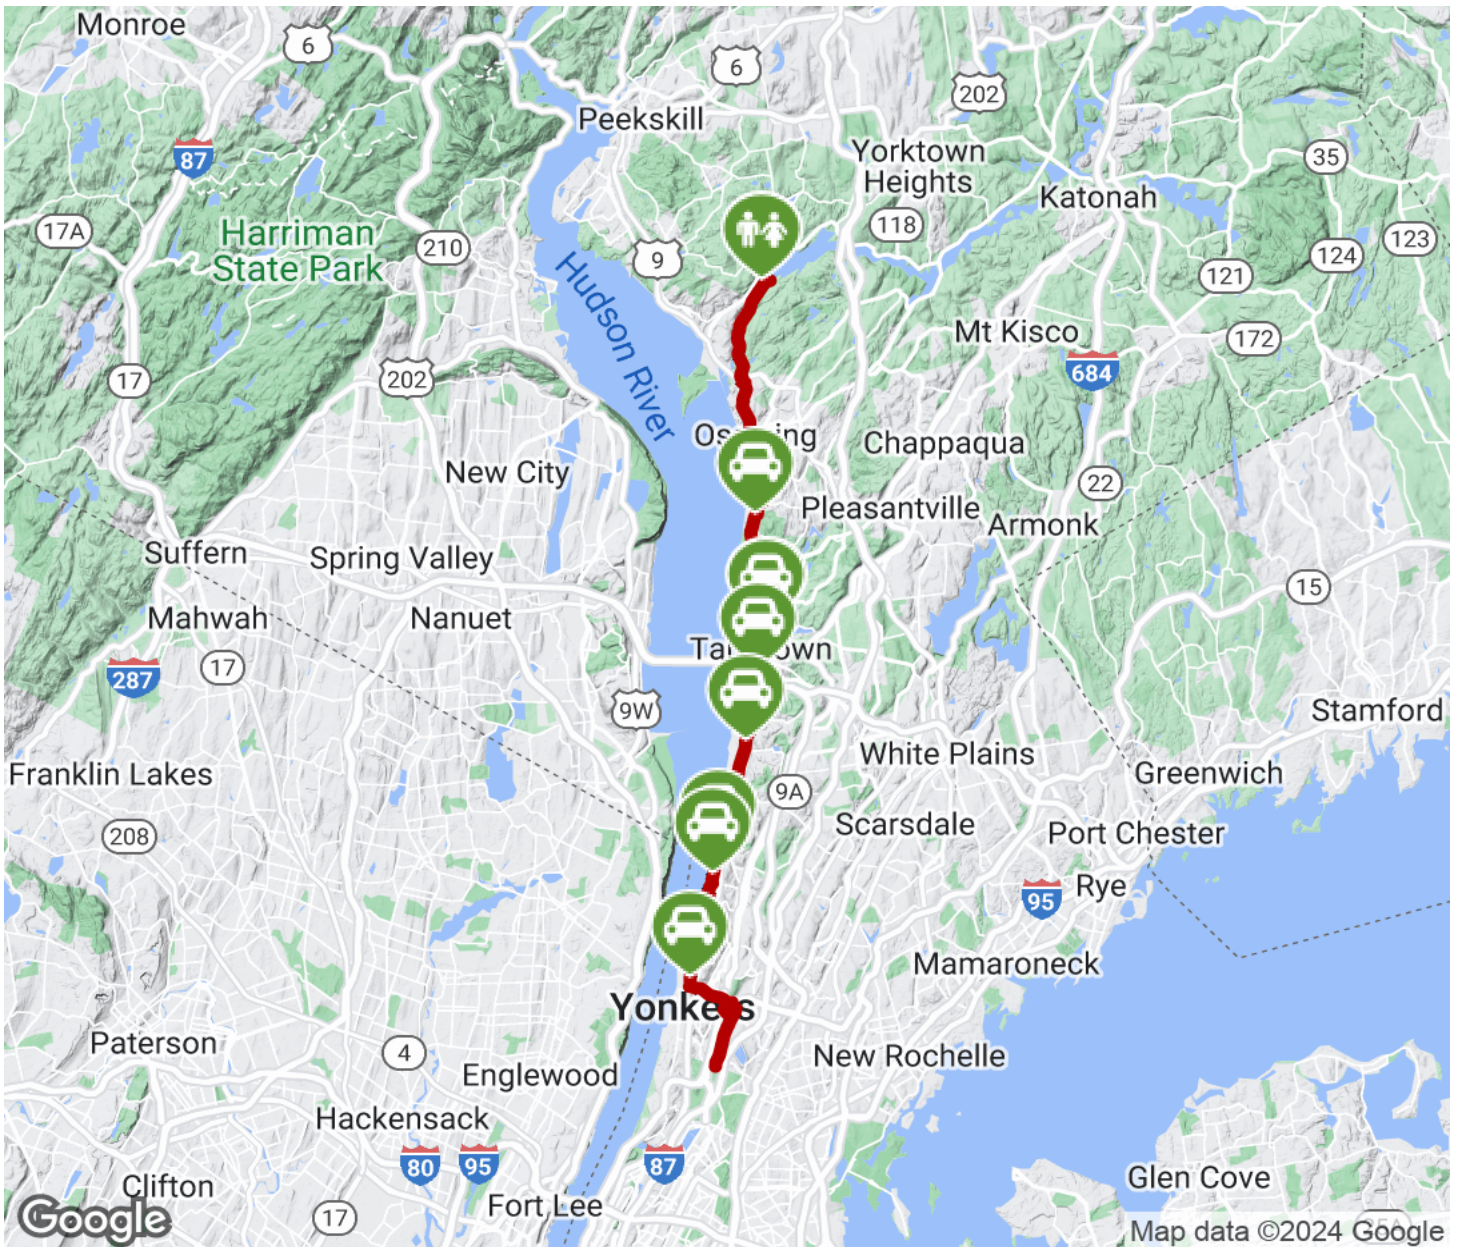 Monroe
6
6
202
Peekskill
87
Yorktown
Heights
35
Katonah
17A
Harriman
State Park
210
118
123
9
124
121
Hudson River
Mt Kisco
172
17
202
684
New City
Chappaqua
22
Pleasantville
Armonk
Suffern
Spring Valley
15
Mahwah
Nanuet
17
287
9W
Stamford
White Plains
Franklin Lakes
Greenwich
9A
208
Scarsdale
Port Chester
95
Rye
Mamaroneck
Paterson
4
New Rochelle
Englewood
Hackensack
80
95
87
Clifton
Glen Cove
Fort Lee
17
Google
Map data ©2024 Google